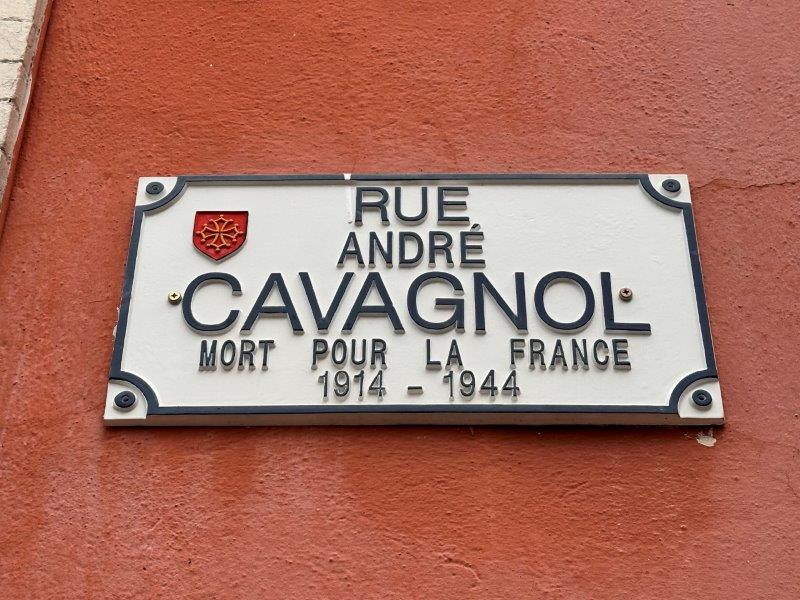 RUE
ANDRÉ
CAVAGNOL
MORT POUR LA FRANCE
1914 - 1944